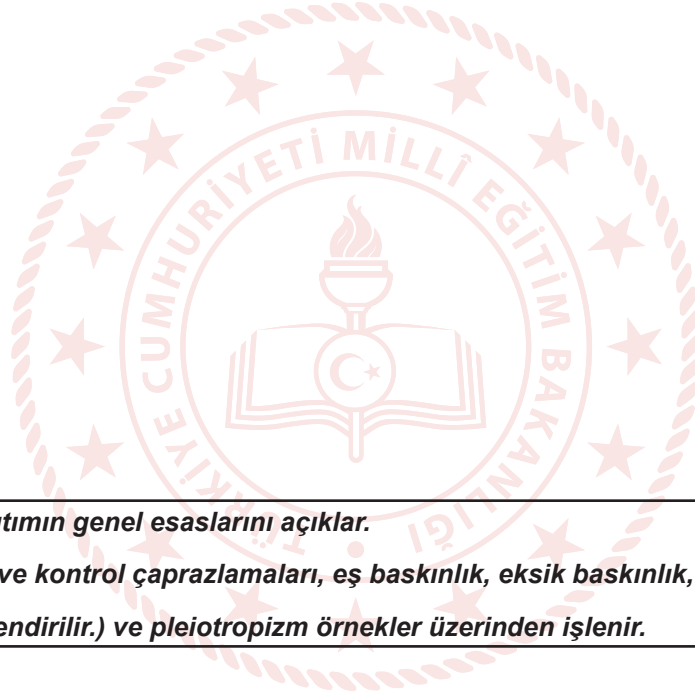 TÜRKİYE CUMHURİYETİ MİLLÎ EĞİTİM BAKANLIĞI
tımın genel esaslarını açıklar.
ve kontrol çaprazlamaları, eş baskınlık, eksik baskınlık,
endirilir.) ve pleiotropizm örnekler üzerinden işlenir.